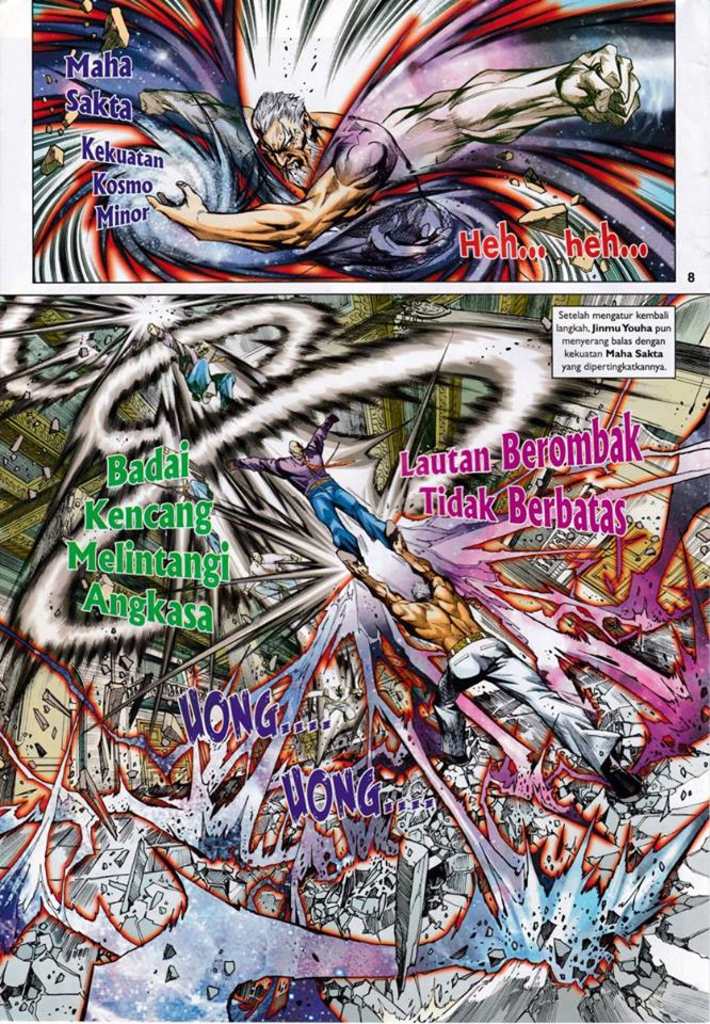 Maha
Sakta
Kekuatan
Kosmo
Minor
Heh... heh...
8
Setelah mengatur kembali
langkah, Jinmu Youha pun
menyerang balas dengan
kekuatan Maha Sakta
yang dipertingkatkannya.
Badai
Kencang
Melintangi
Angkasa
Lautan Berombak
Tidak Berbatas
UONG....
UONG....